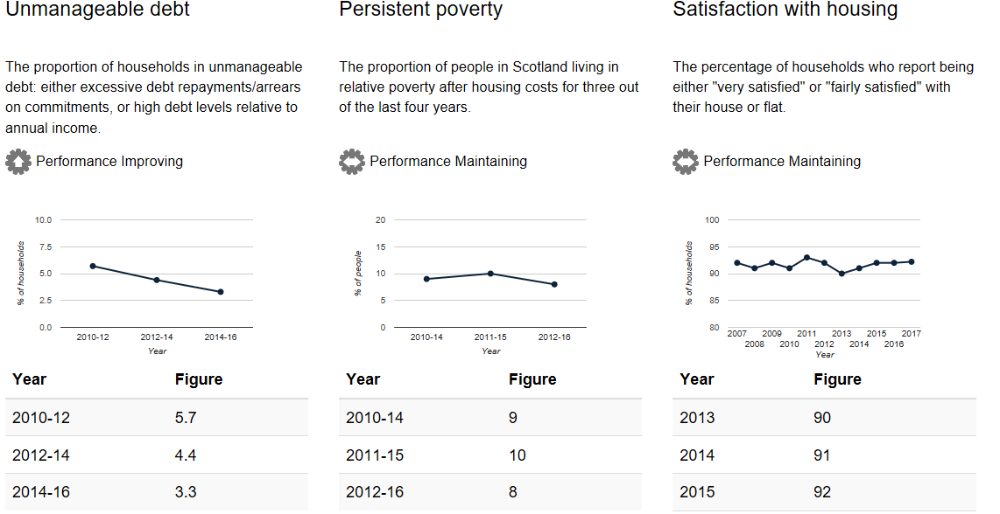 Unmanageable debt
The proportion of households in unmanageable
debt: either excessive debt repayments/arrears
on commitments, or high debt levels relative to
annual income.
Performance Improving
10.0
7.5
5.0
2.5
0.0
% of households
2010-12 2012-14 2014-16
Year
Year Figure
2010-12 5.7
2012-14 4.4
2014-16 3.3
Persistent poverty
The proportion of people in Scotland living in
relative poverty after housing costs for three out
of the last four years.
Performance Maintaining
20
15
10
5
0
% of people
2010-14 2011-15 2012-16
Year
Year Figure
2010-14 9
2011-15 10
2012-16 8
Satisfaction with housing
The percentage of households who report being
either "very satisfied" or "fairly satisfied" with
their house or flat.
Performance Maintaining
100
95
90
85
80
% of households
2007 2009 2011 2013 2015 2017
2008 2010 2012 2014 2016
Year
Year Figure
2013 90
2014 91
2015 92